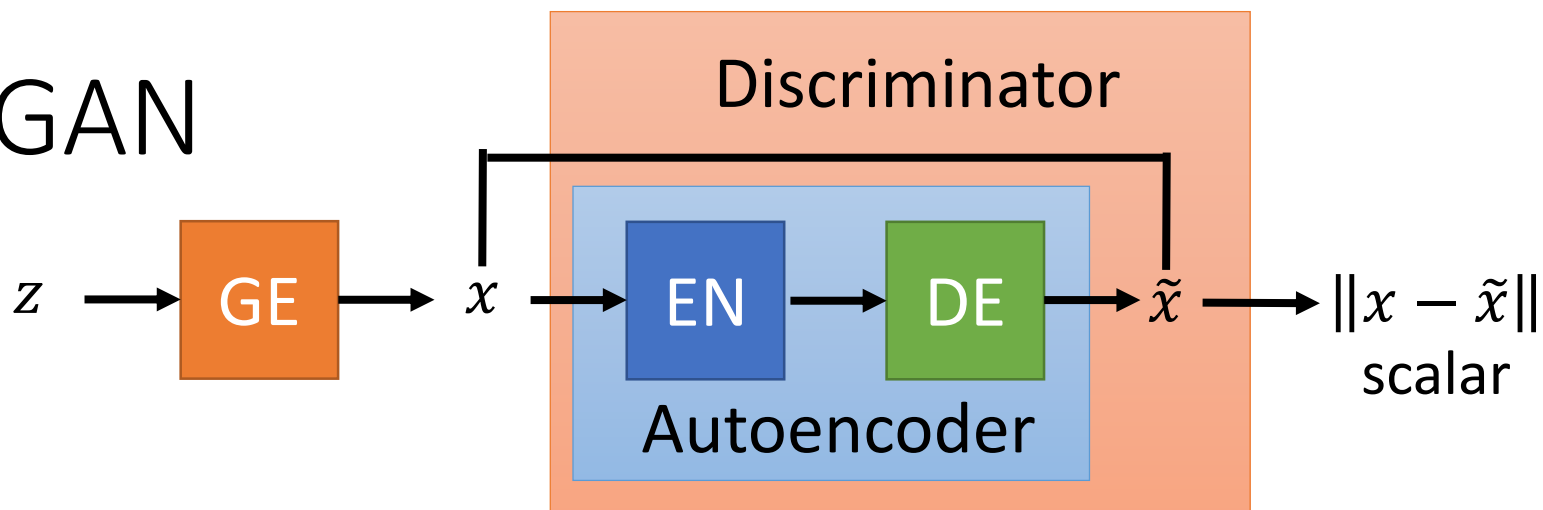 GAN
Discriminator
z GE x EN DE x̃ ‖x − x̃‖
scalar
Autoencoder